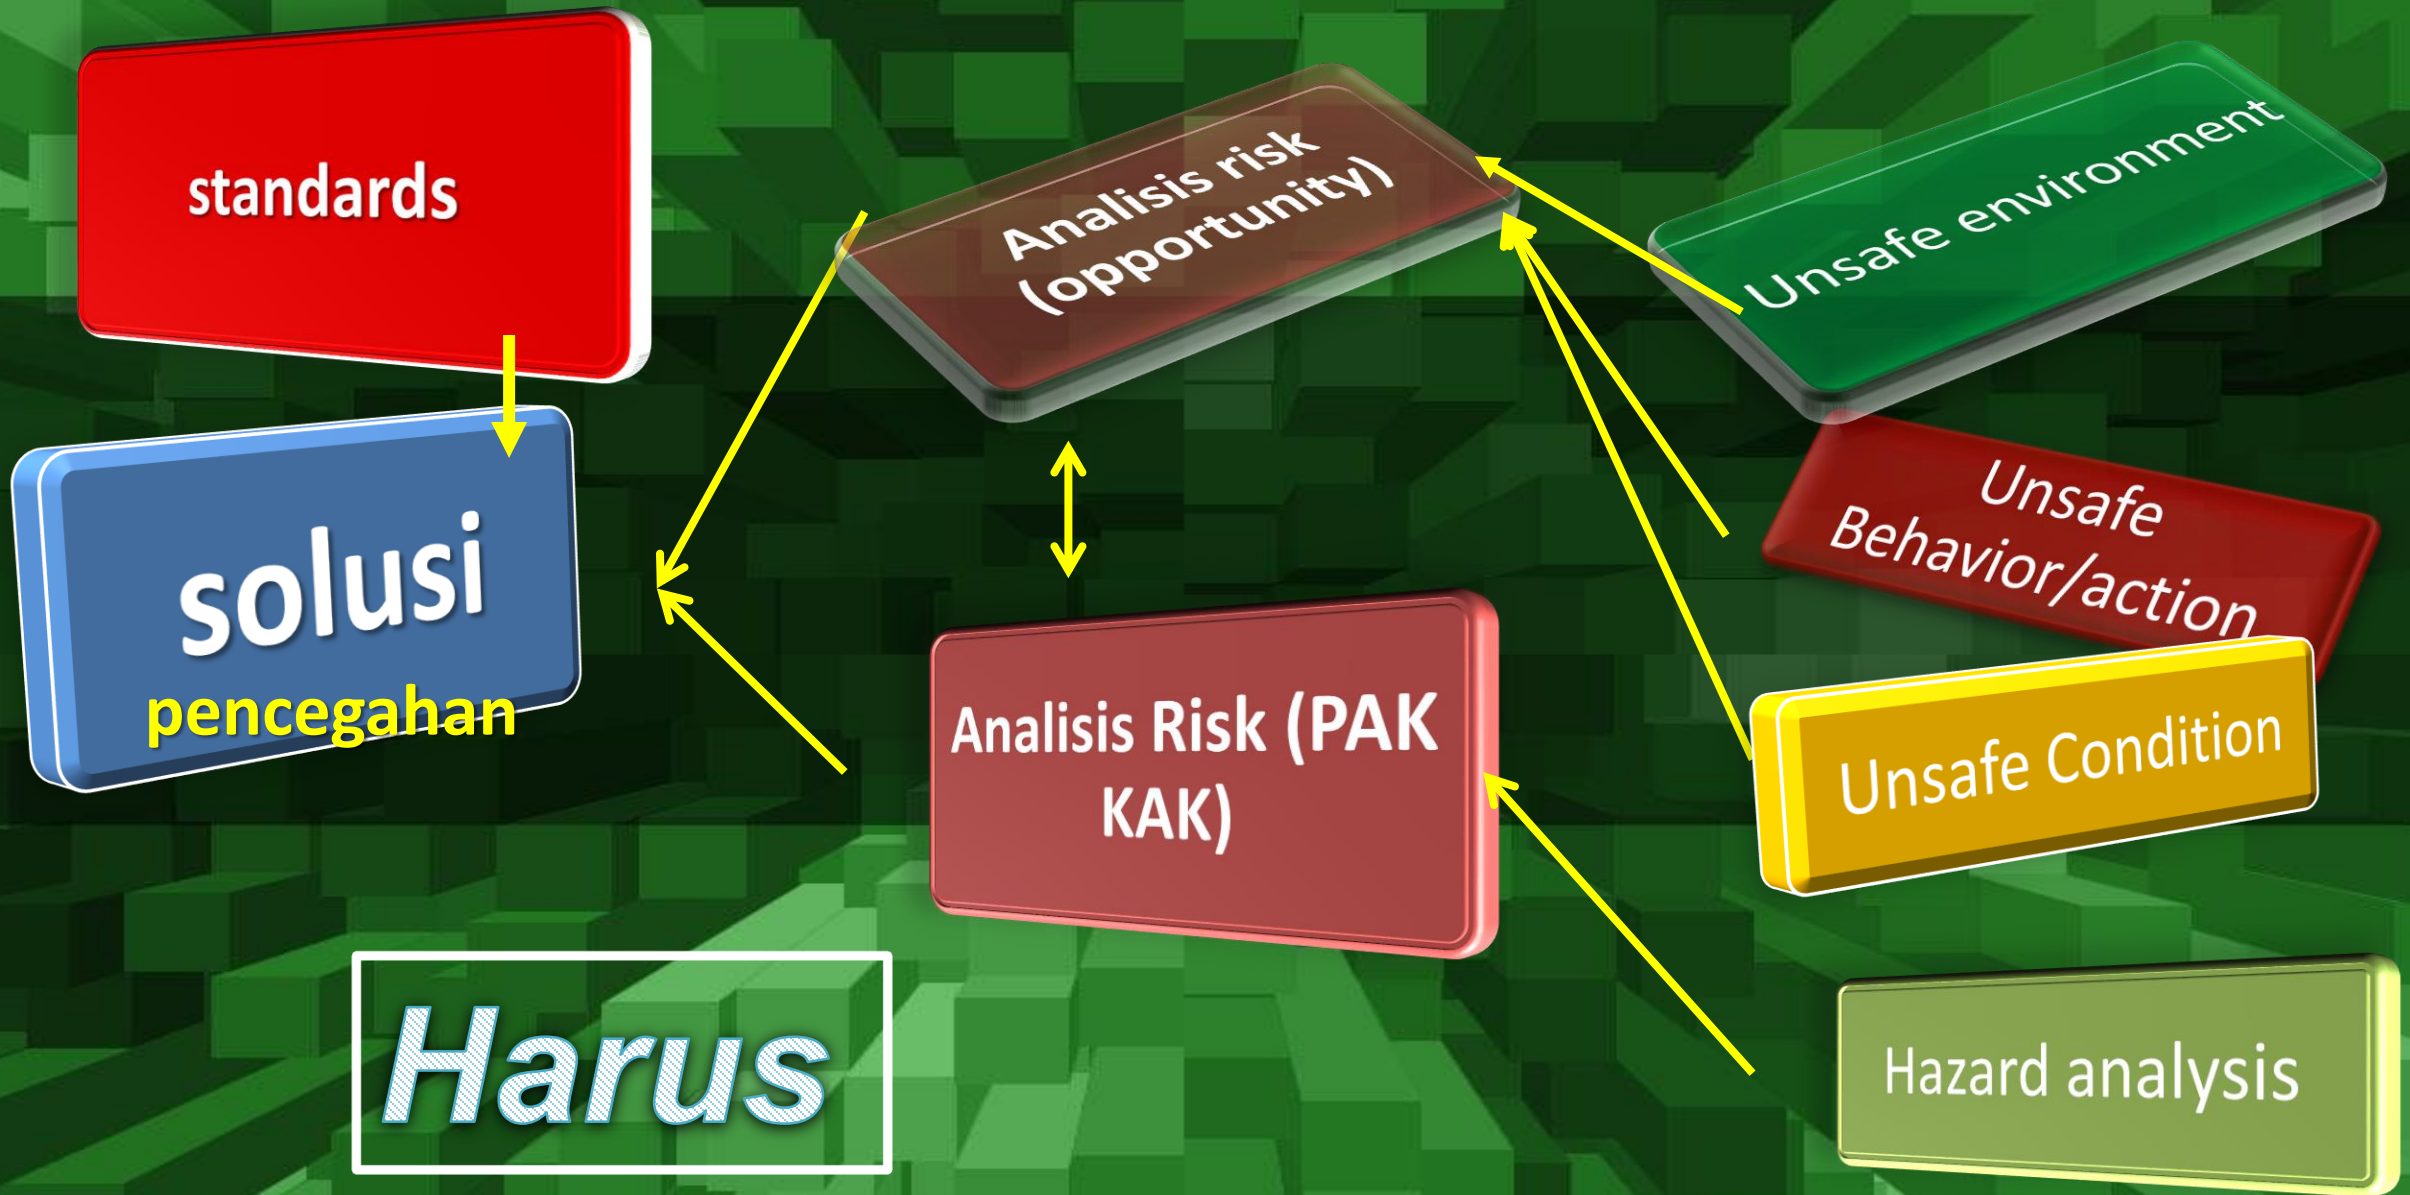 standards
Analisis risk
(opportunity)
Unsafe environment
solusi
pencegahan
Unsafe
Behavior/action
Analisis Risk (PAK
KAK)
Unsafe Condition
Harus
Hazard analysis